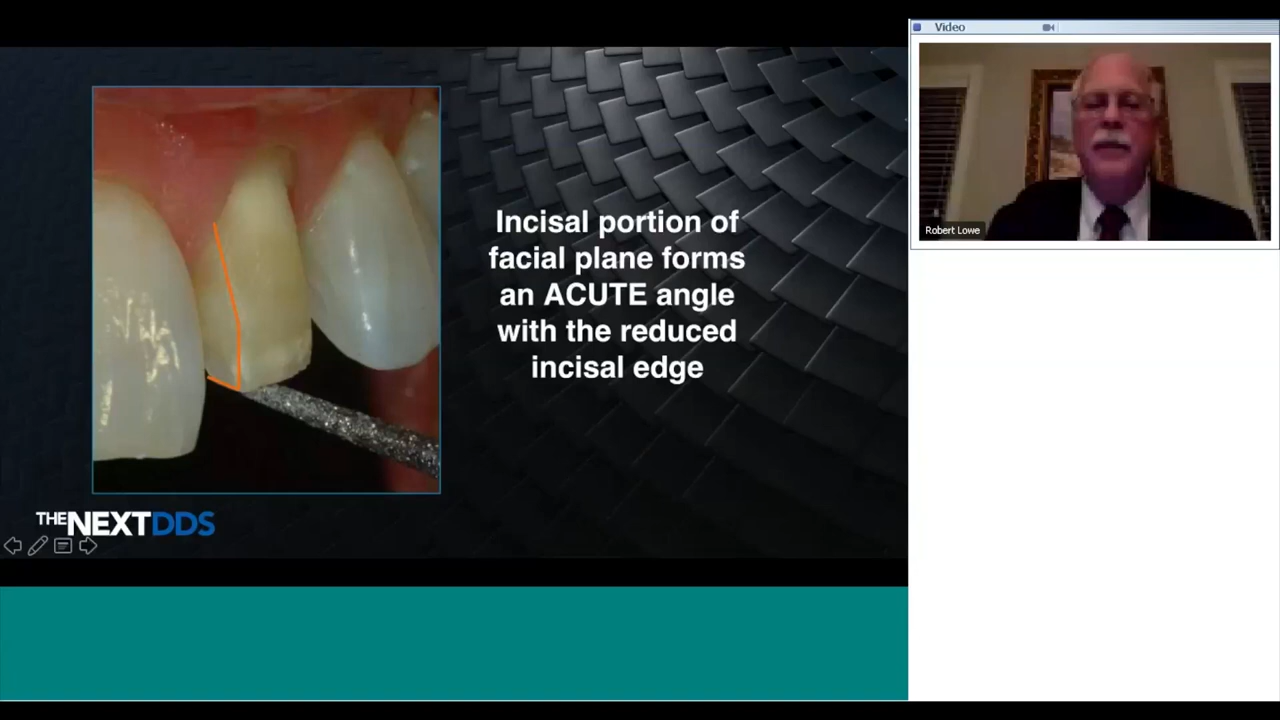 Video
Robert Lowe
Incisal portion of
facial plane forms
an ACUTE angle
with the reduced
incisal edge
THENEXTDDS